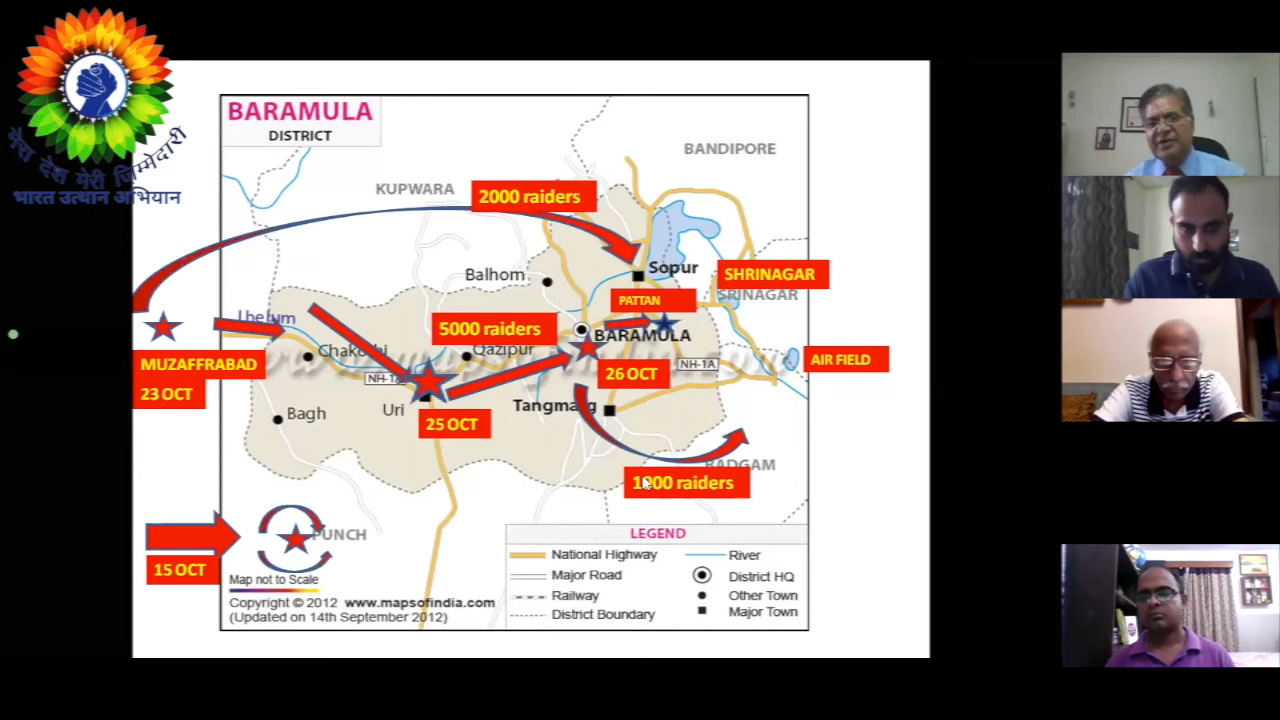 मेरा देश मेरी जिम्मेदारी
भारत उत्थान अभियान
BARAMULA
DISTRICT
BANDIPORE
KUPWARA
2000 raiders
Sopur
Balhom
SHRINAGAR
SRINAGAR
PATTAN
Jhelum
5000 raiders
BARAMULA
Chakothi
Qazipur
MUZAFFRABAD
23 OCT
NH-1A
26 OCT
NH-1A
AIR FIELD
Uri
Tangmarg
Bagh
25 OCT
BADGAM
1000 raiders
PUNCH
15 OCT
Map not to Scale
Copyright © 2012 www.mapsofindia.com
(Updated on 14th September 2012)
LEGEND
National Highway
River
Major Road
District HQ
Railway
Other Town
District Boundary
Major Town